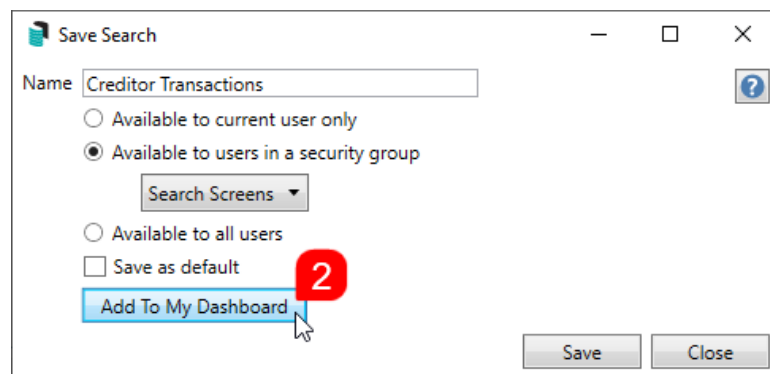 Save Search
Name Creditor Transactions
?
Available to current user only
Available to users in a security group
Search Screens
Available to all users
Save as default
2
Add To My Dashboard
Save Close